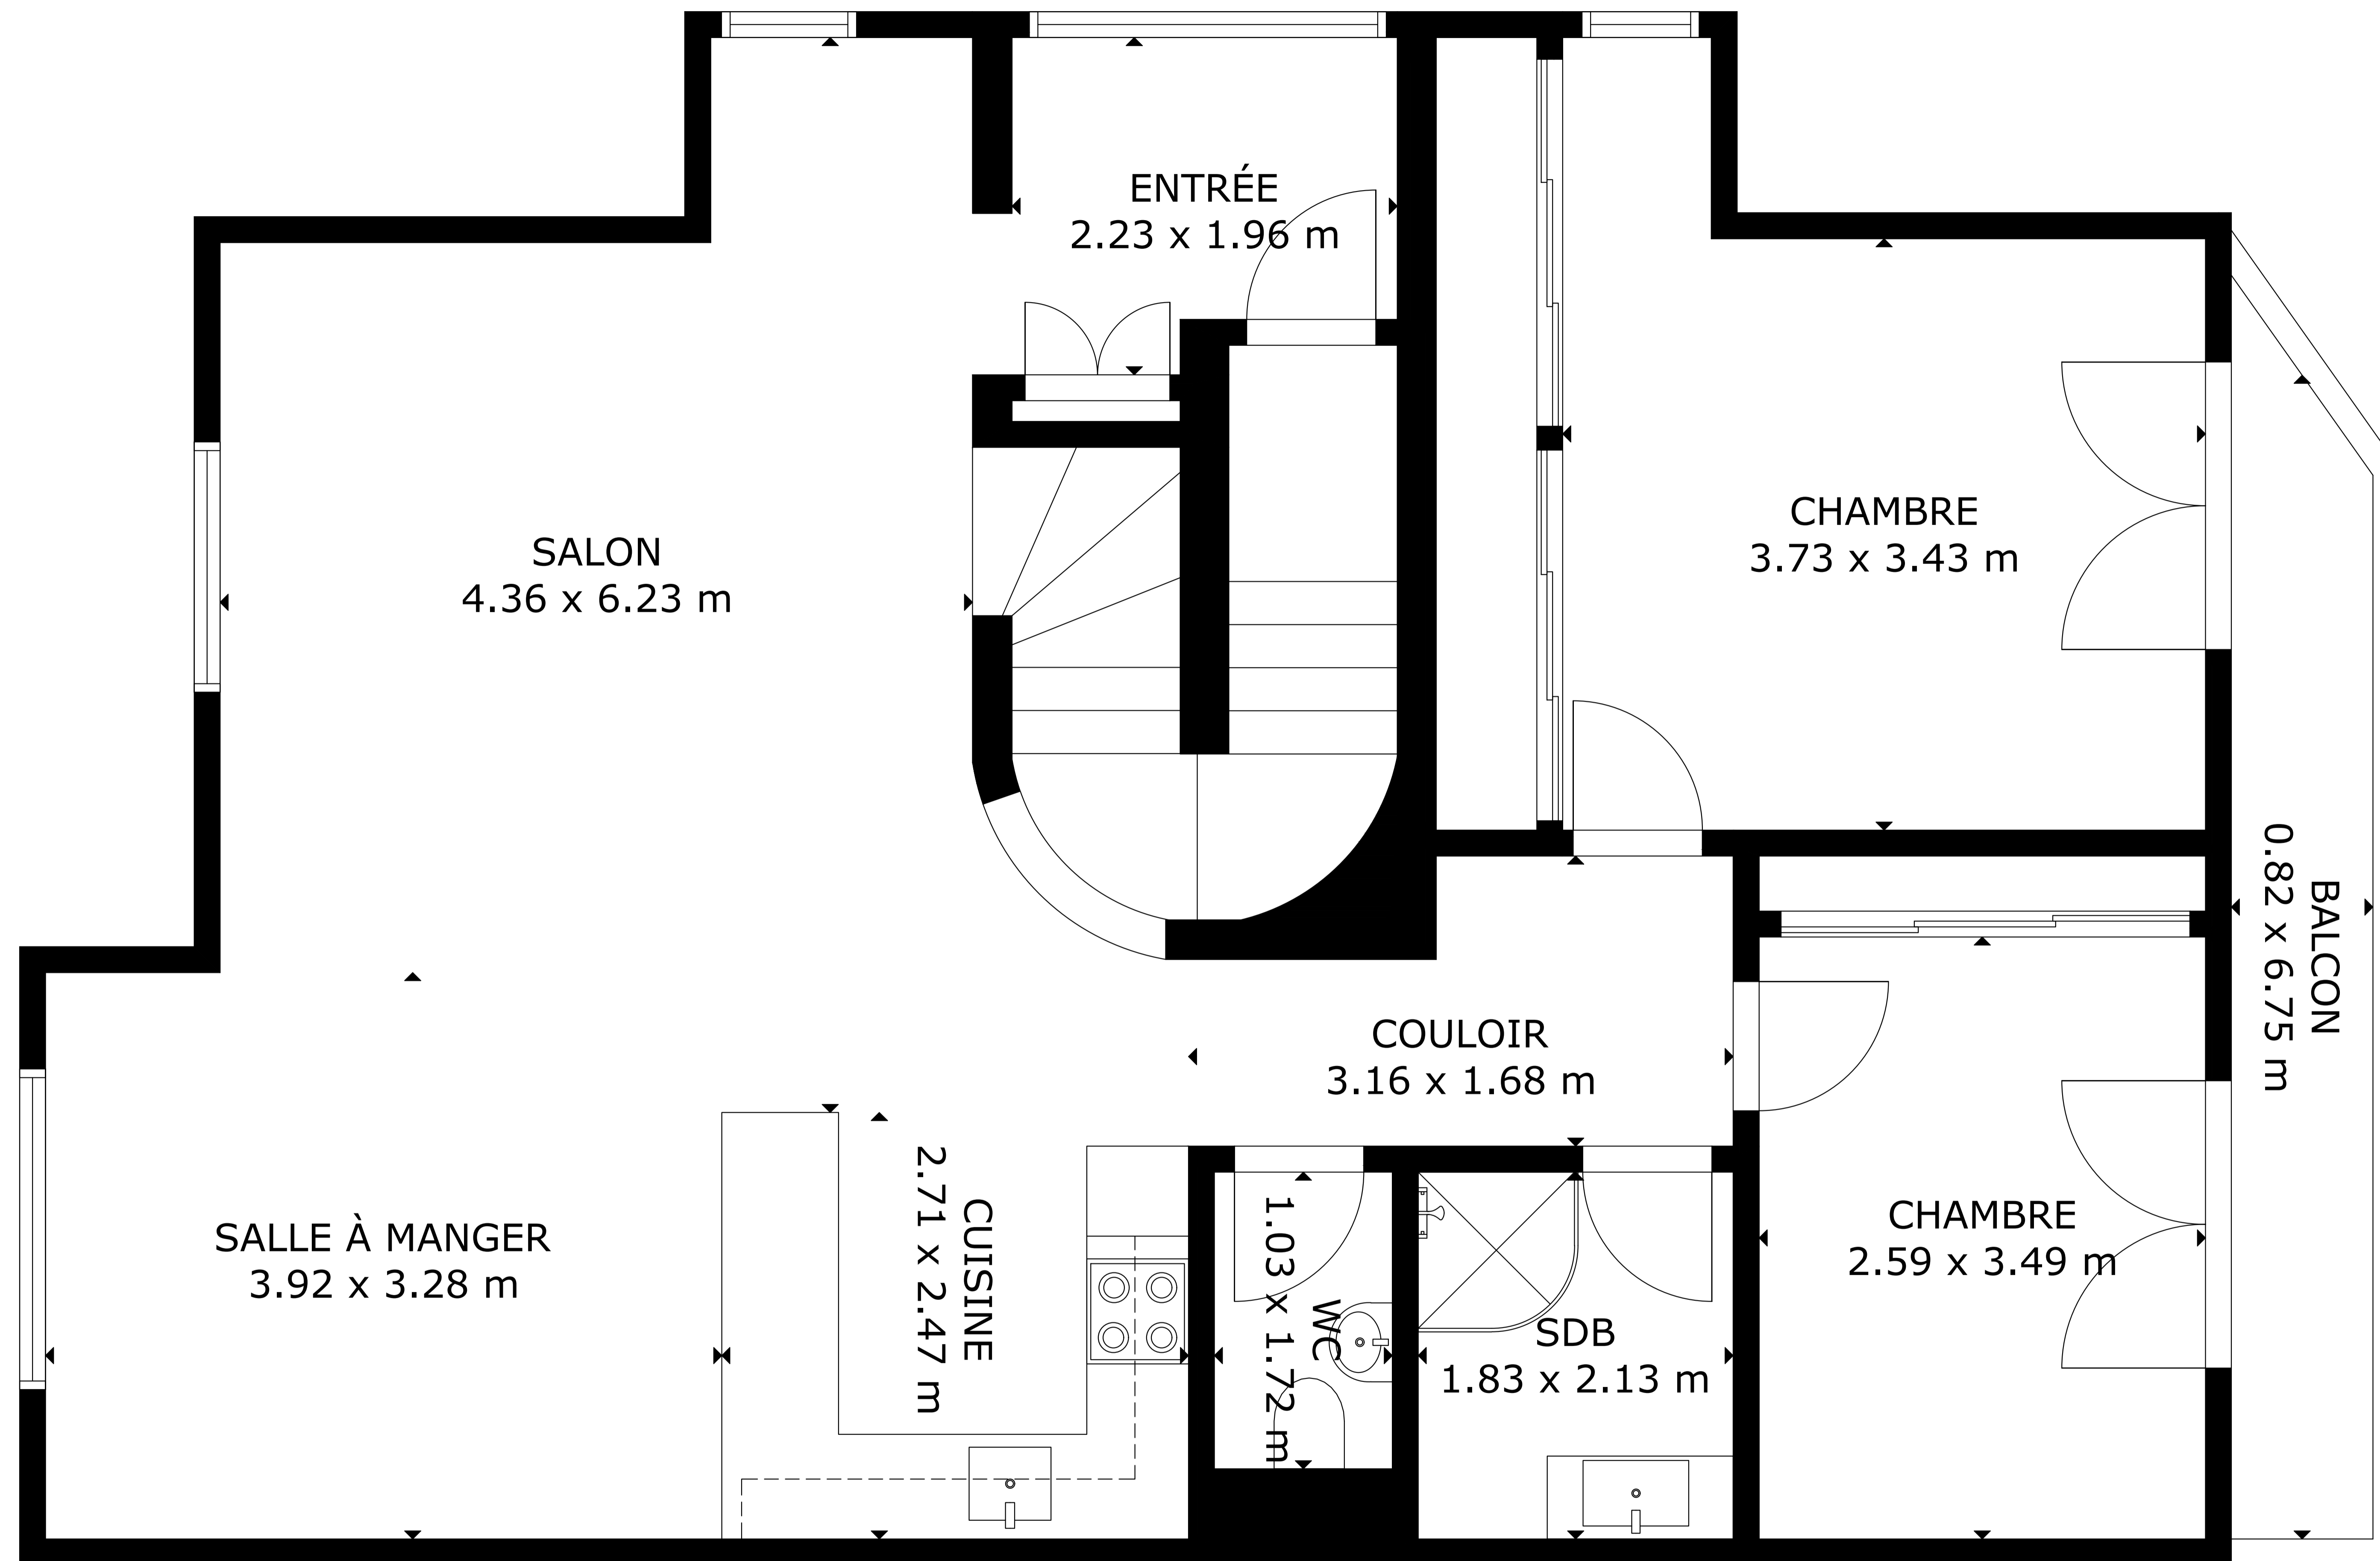 ENTRÉE
2.23 x 1.96 m
SALON
4.36 x 6.23 m
CHAMBRE
3.73 x 3.43 m
BALCON
0.82 x 6.75 m
COULOIR
3.16 x 1.68 m
SALLE À MANGER
3.92 x 3.28 m
CUISINE
2.71 x 2.47 m
WC
1.03 x 1.72 m
SDB
1.83 x 2.13 m
CHAMBRE
2.59 x 3.49 m